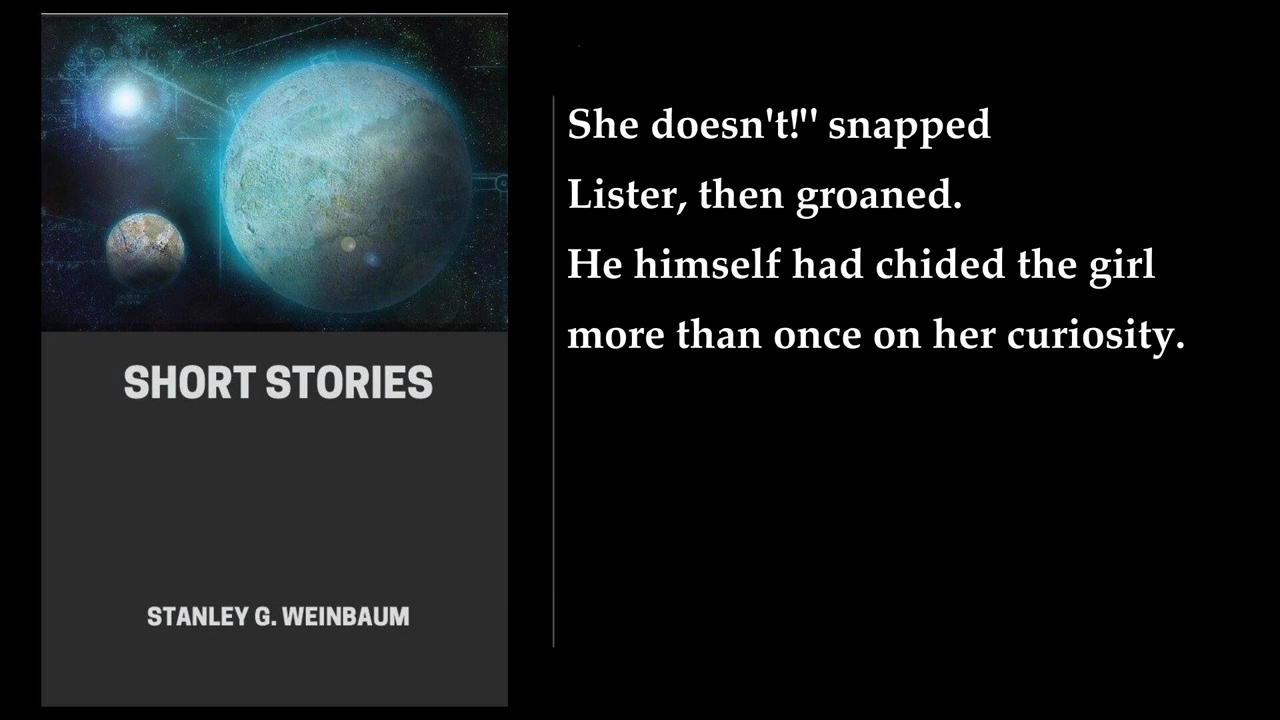 SHORT STORIES
STANLEY G. WEINBAUM
She doesn't!"' snapped
Lister, then groaned.
He himself had chided the girl
more than once on her curiosity.